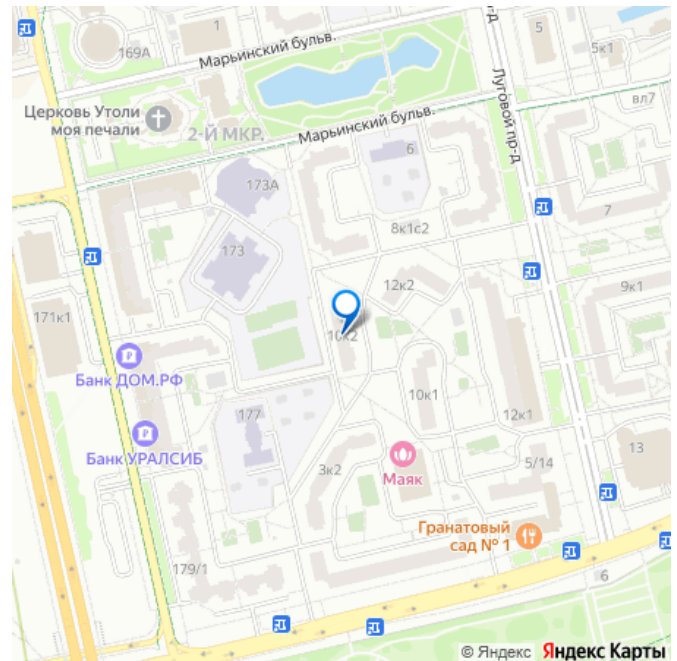 169А
1
Марьинский бульв.
5
5к1
Церковь Утоли
моя печали
2-Й МКР.
Марьинский бульв.
вл7
Луговой пр-д
6
173А
7
8к1с2
173
12к2
9к1
171к1
10к2
Банк ДОМ.РФ
10к1
177
12к1
Банк УРАЛСИБ
3к2
Маяк
5/14
13
Гранатовый
сад № 1
179/1
6
© Яндекс Яндекс Карты